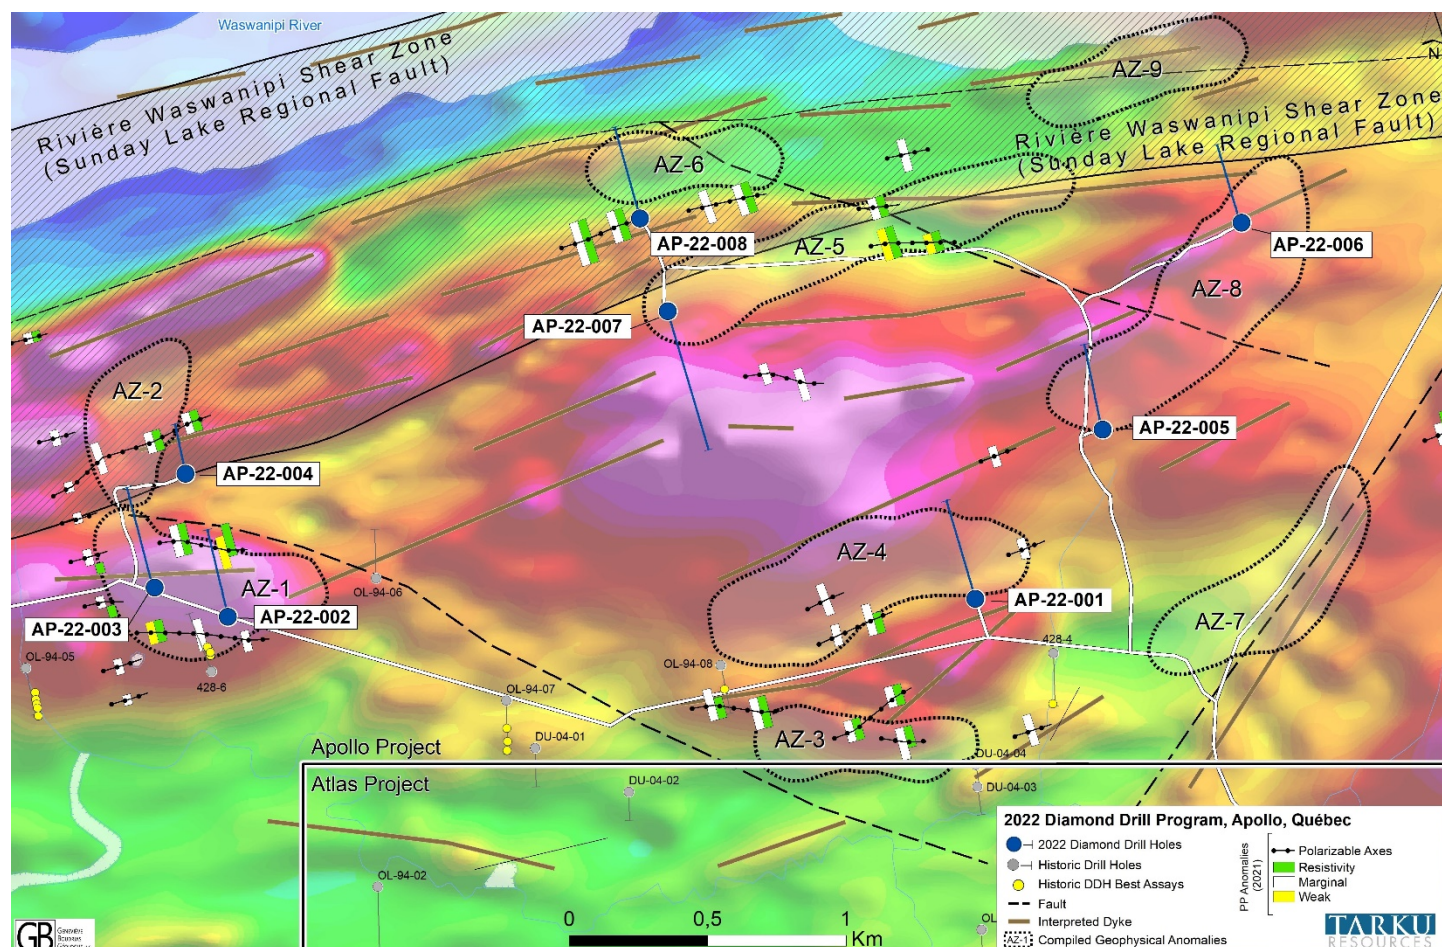 Waswanipi River
Rivière Waswanipi Shear Zone
(Sunday Lake Regional Fault)
AZ-9
N
Rivière Waswanipi Shear Zone
(Sunday Lake Regional Fault)
AZ-6
AP-22-008
AZ-5
AP-22-006
AZ-8
AP-22-007
AZ-2
AP-22-005
AP-22-004
AZ-4
AZ-1
OL-94-06
AP-22-001
AP-22-002
AP-22-003
AZ-7
428-4
OL-94-05
OL-94-08
428-6
OL-94-07
DU-04-01
AZ-3
Apollo Project
DU-04-04
Atlas Project
DU-04-02
DU-04-03
OL-94-02
OL
0
0,5
1
Km
2022 Diamond Drill Program, Apollo, Québec
2022 Diamond Drill Holes
Historic Drill Holes
Historic DDH Best Assays
Fault
Interpreted Dyke
AZ-1
Compiled Geophysical Anomalies
PP Anomalies
(2021)
Polarizable Axes
Resistivity
Marginal
Weak
GB
TARKU
RESOURCES